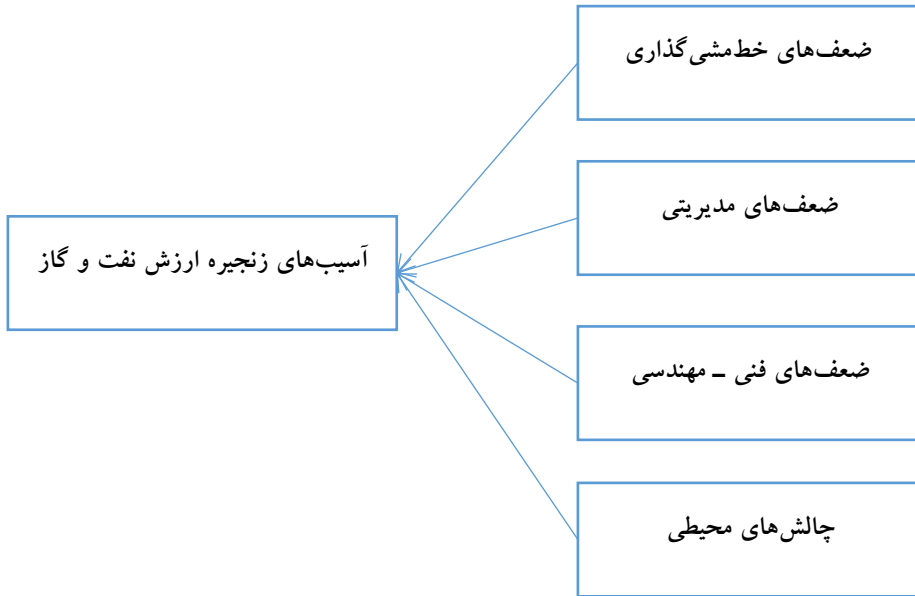 ضعف‌های خط‌مشی‌گذاری
ضعف‌های مدیریتی
آسیب‌های زنجیره ارزش نفت و گاز
ضعف‌های فنی ـ مهندسی
چالش‌های محیطی